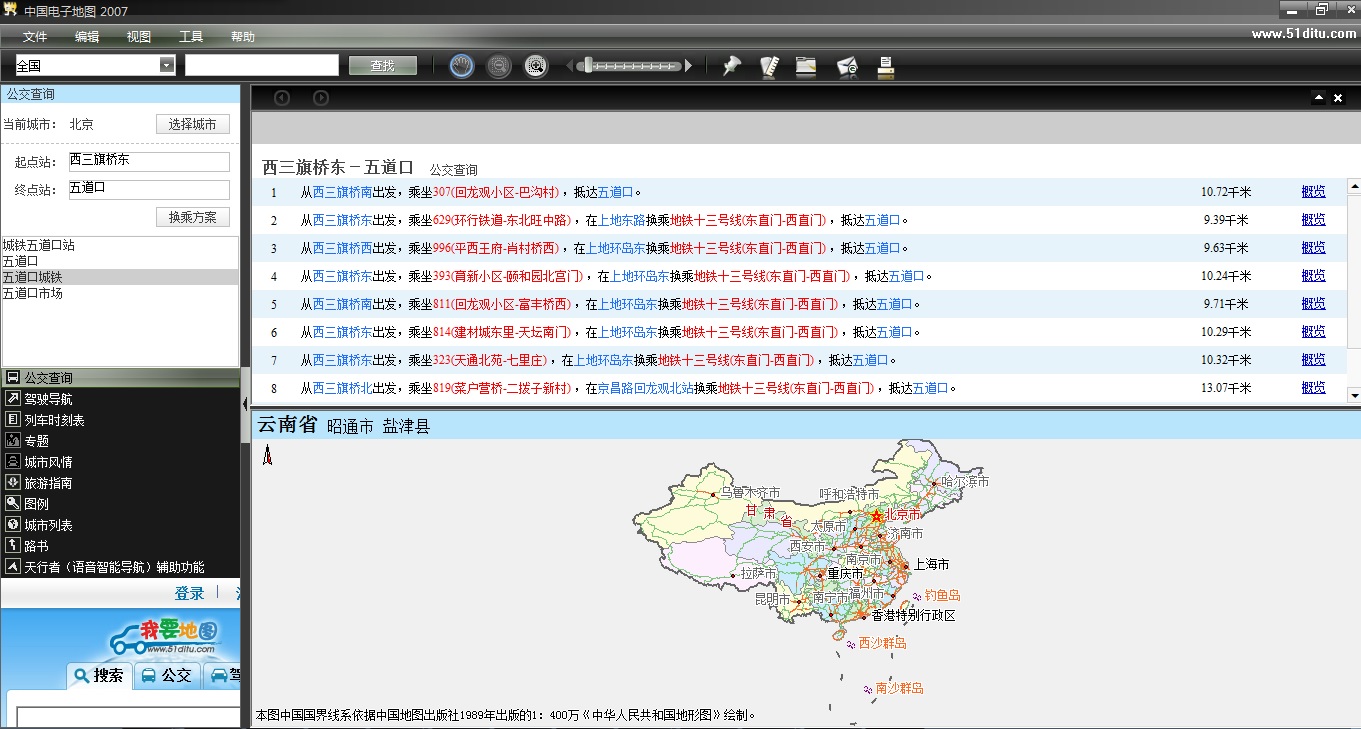 中国电子地图 2007
文件 编辑 视图 工具 帮助
www.51ditu.com
全国 查找
公交查询
当前城市: 北京 选择城市
起点站: 西三旗桥东
终点站: 五道口
换乘方案
城铁五道口站
五道口
五道口城铁
五道口市场
公交查询
驾驶导航
列车时刻表
专题
城市风情
旅游指南
图例
城市列表
路书
天行者（语音智能导航）辅助功能
登录
我要地图
www.51ditu.com
搜索 公交 驾
西三旗桥东－五道口 公交查询
1 从西三旗桥南出发，乘坐307(回龙观小区-巴沟村)，抵达五道口。 10.72千米 概览
2 从西三旗桥东出发，乘坐629(环行铁道-东北旺中路)，在上地东路换乘地铁十三号线(东直门-西直门)，抵达五道口。 9.39千米 概览
3 从西三旗桥西出发，乘坐996(平西王府-肖村桥西)，在上地环岛东换乘地铁十三号线(东直门-西直门)，抵达五道口。 9.63千米 概览
4 从西三旗桥东出发，乘坐393(育新小区-颐和园北宫门)，在上地环岛东换乘地铁十三号线(东直门-西直门)，抵达五道口。 10.24千米 概览
5 从西三旗桥南出发，乘坐811(回龙观小区-富丰桥西)，在上地环岛东换乘地铁十三号线(东直门-西直门)，抵达五道口。 9.71千米 概览
6 从西三旗桥东出发，乘坐814(建材城东里-天坛南门)，在上地环岛东换乘地铁十三号线(东直门-西直门)，抵达五道口。 10.29千米 概览
7 从西三旗桥东出发，乘坐323(天通北苑-七里庄)，在上地环岛东换乘地铁十三号线(东直门-西直门)，抵达五道口。 10.32千米 概览
8 从西三旗桥北出发，乘坐819(菜户营桥-二拨子新村)，在京昌路回龙观北站换乘地铁十三号线(东直门-西直门)，抵达五道口。 13.07千米 概览
云南省 昭通市 盐津县
哈尔滨市
乌鲁木齐市 呼和浩特市
甘肃省 北京市
太原市 济南市
西安市
南京市
拉萨市 重庆市 上海市
昆明市 南宁市 福州市 钓鱼岛
香港特别行政区
西沙群岛
南沙群岛
本图中国国界线系依据中国地图出版社1989年出版的1：400万《中华人民共和国地形图》绘制。